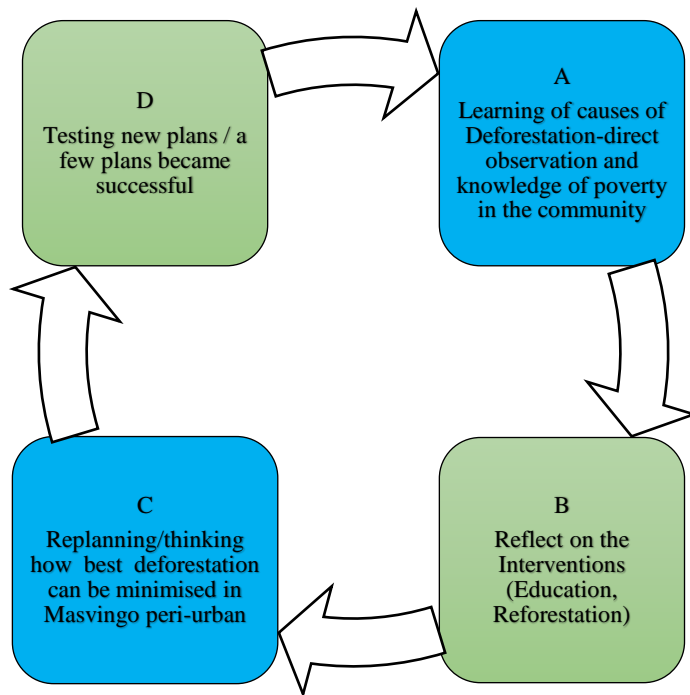 D
Testing new plans / a
few plans became
successful
A
Learning of causes of
Deforestation-direct
observation and
knowledge of poverty
in the community
C
Replanning/thinking
how best deforestation
can be minimised in
Masvingo peri-urban
B
Reflect on the
Interventions
(Education,
Reforestation)